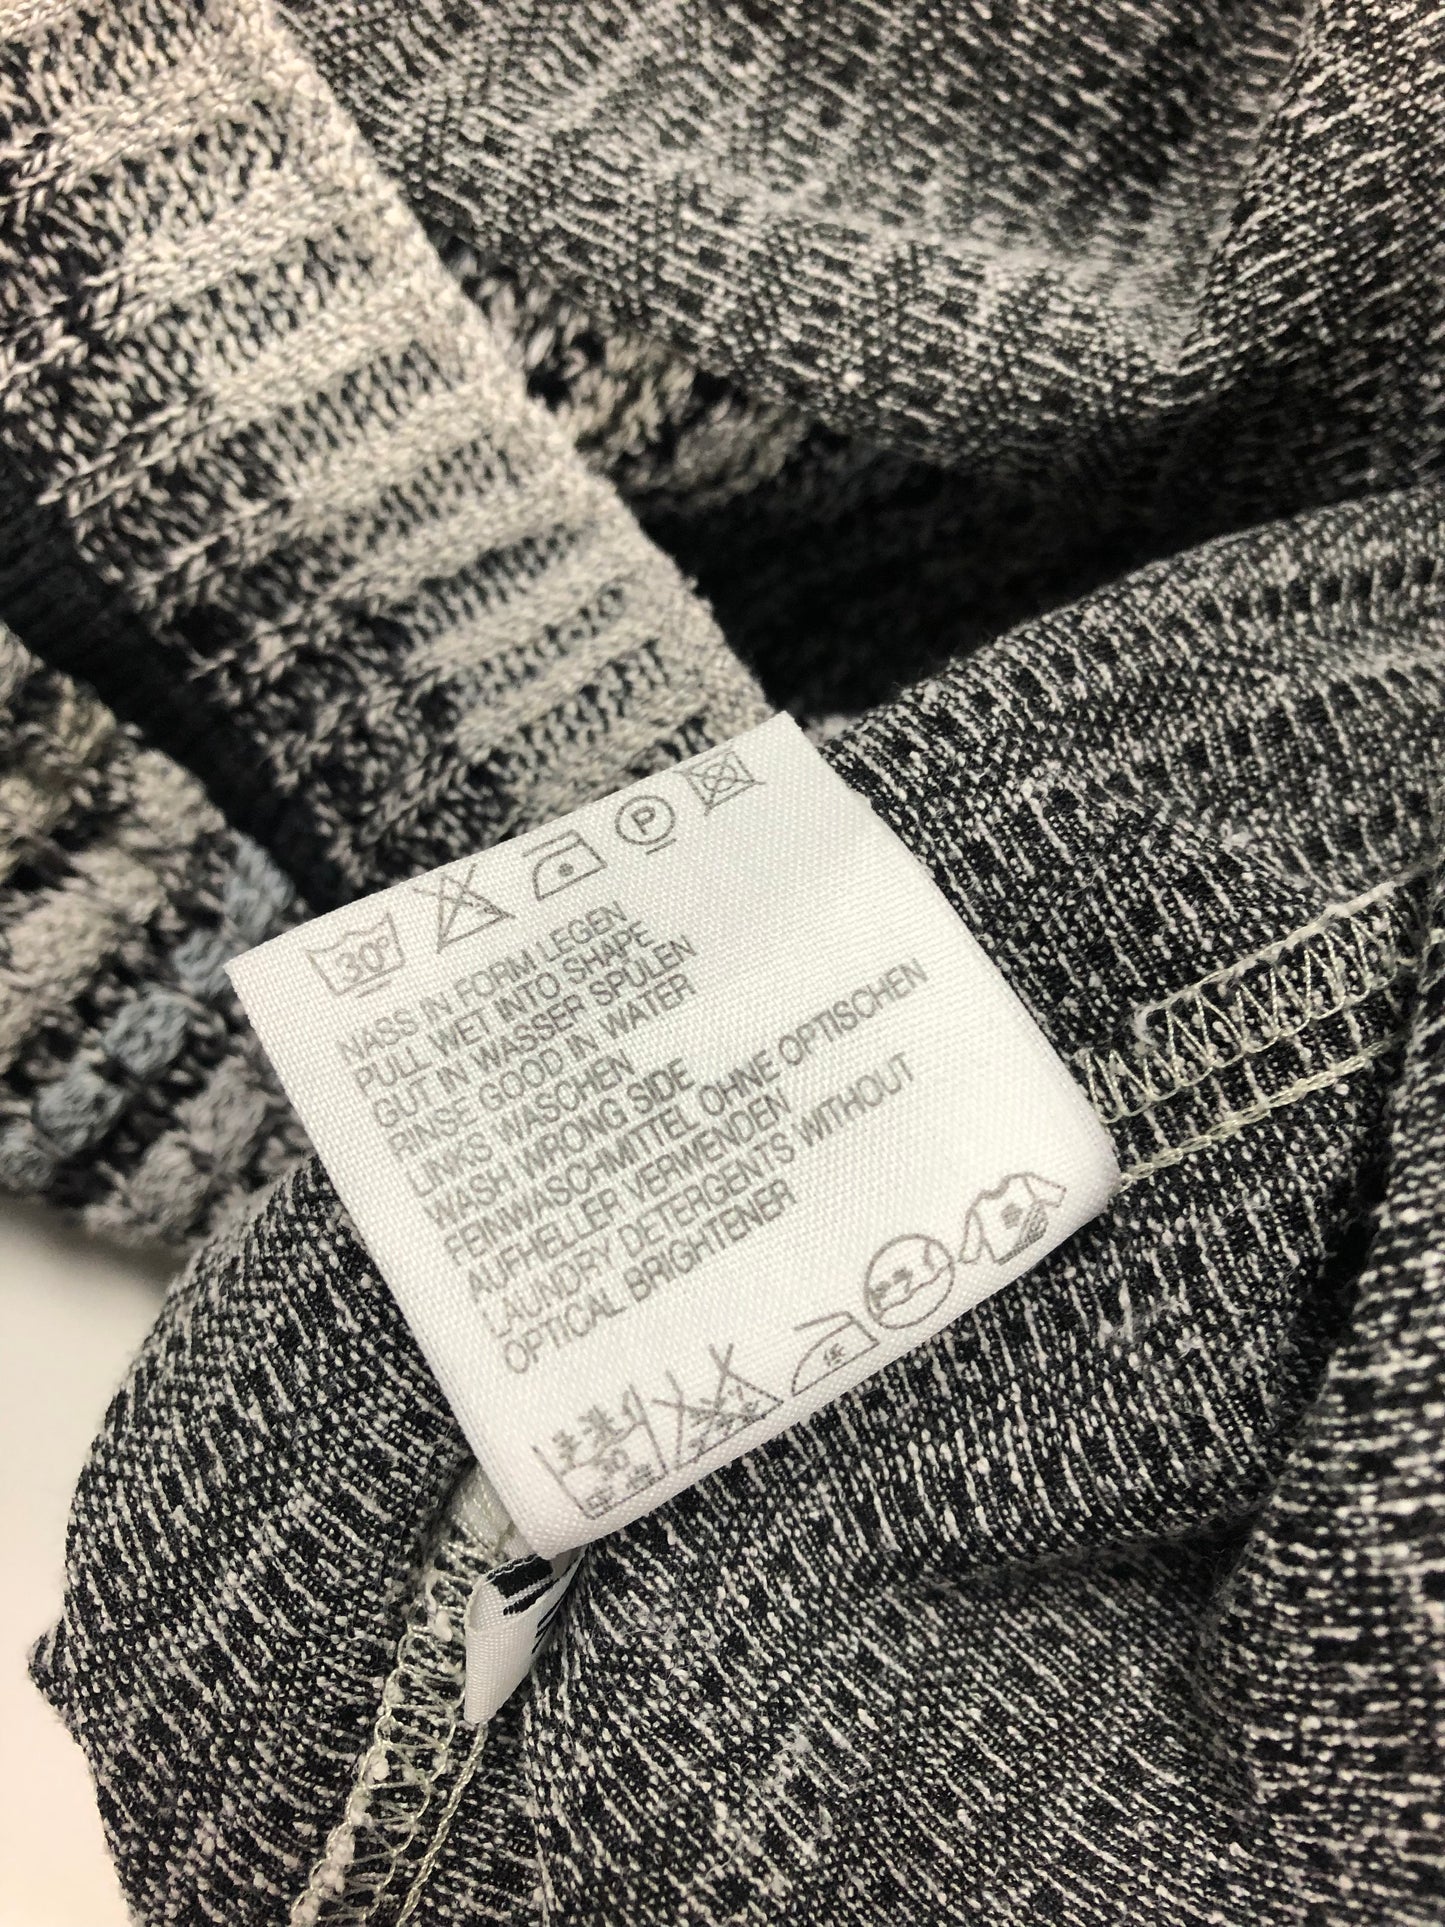 30°
P
NASS IN FORM LEGEN
PULL WET INTO SHAPE
GUT IN WASSER SPÜLEN
RINSE GOOD IN WATER
LINKS WASCHEN
WASH WRONG SIDE
FEINWASCHMITTEL OHNE OPTISCHEN
AUFHELLER VERWENDEN
LAUNDRY DETERGENTS WITHOUT
OPTICAL BRIGHTENER